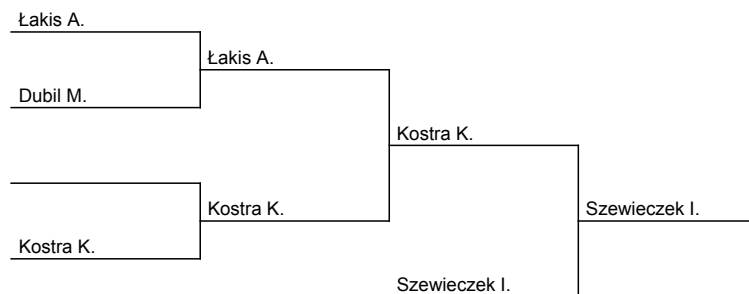 Łakis A.
Łakis A.
Dubil M.
Kostra K.
Kostra K.
Szewieczek I.
Kostra K.
Szewieczek I.